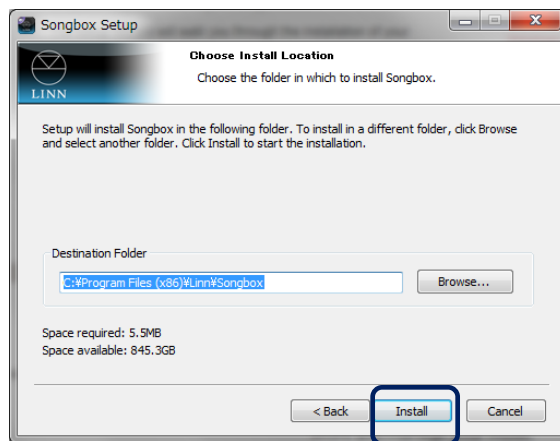 Songbox Setup
Choose Install Location
Choose the folder in which to install Songbox.
LINN
Setup will install Songbox in the following folder. To install in a different folder, click Browse
and select another folder. Click Install to start the installation.
Destination Folder
C:¥Program Files (x86)¥Linn¥Songbox
Browse...
Space required: 5.5MB
Space available: 845.3GB
< Back
Install
Cancel